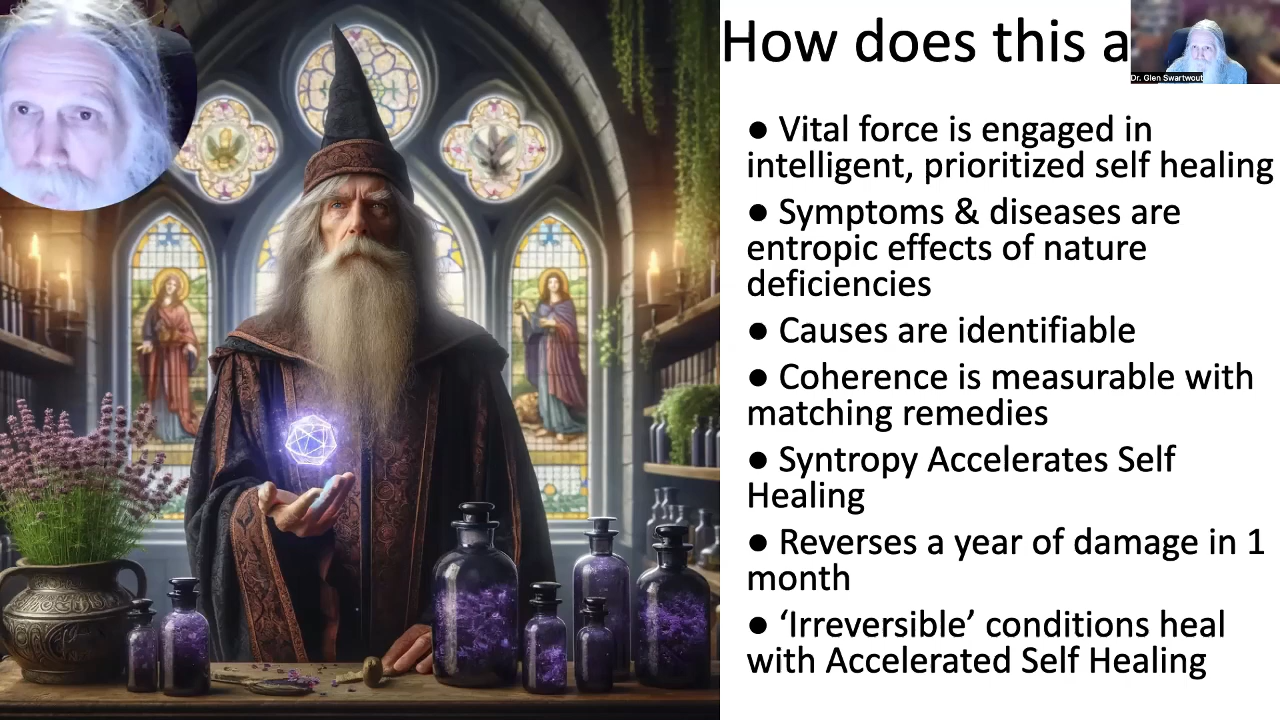 How does this a
Dr. Glen Swartwout
● Vital force is engaged in
intelligent, prioritized self healing
● Symptoms & diseases are
entropic effects of nature
deficiencies
● Causes are identifiable
● Coherence is measurable with
matching remedies
● Syntropy Accelerates Self
Healing
● Reverses a year of damage in 1
month
● ‘Irreversible’ conditions heal
with Accelerated Self Healing